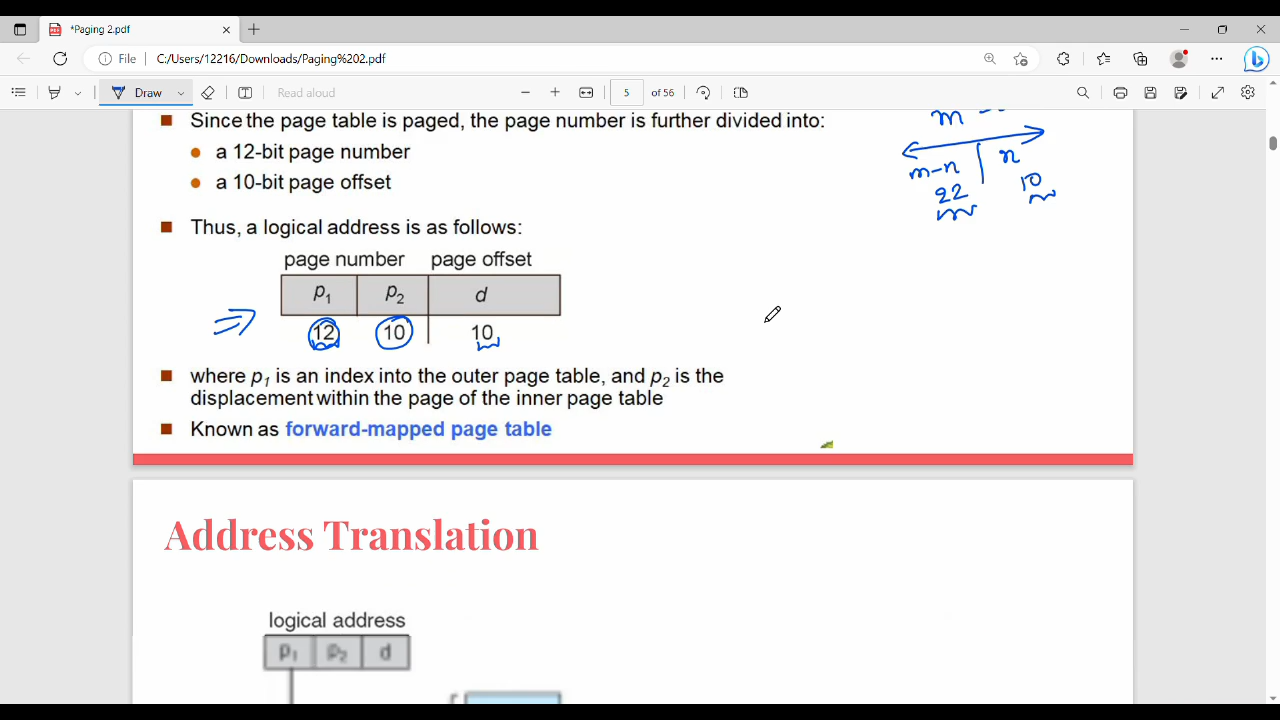 *Paging 2.pdf
File
C:/Users/12216/Downloads/Paging%202.pdf
Draw
Read aloud
5
of 56
Since the page table is paged, the page number is further divided into:
a 12-bit page number
a 10-bit page offset
m
m-n
n
22
10
Thus, a logical address is as follows:
page number page offset
p1 p2 d
12 10 10
where p1 is an index into the outer page table, and p2 is the
displacement within the page of the inner page table
Known as forward-mapped page table
Address Translation
logical address
p1 p2 d